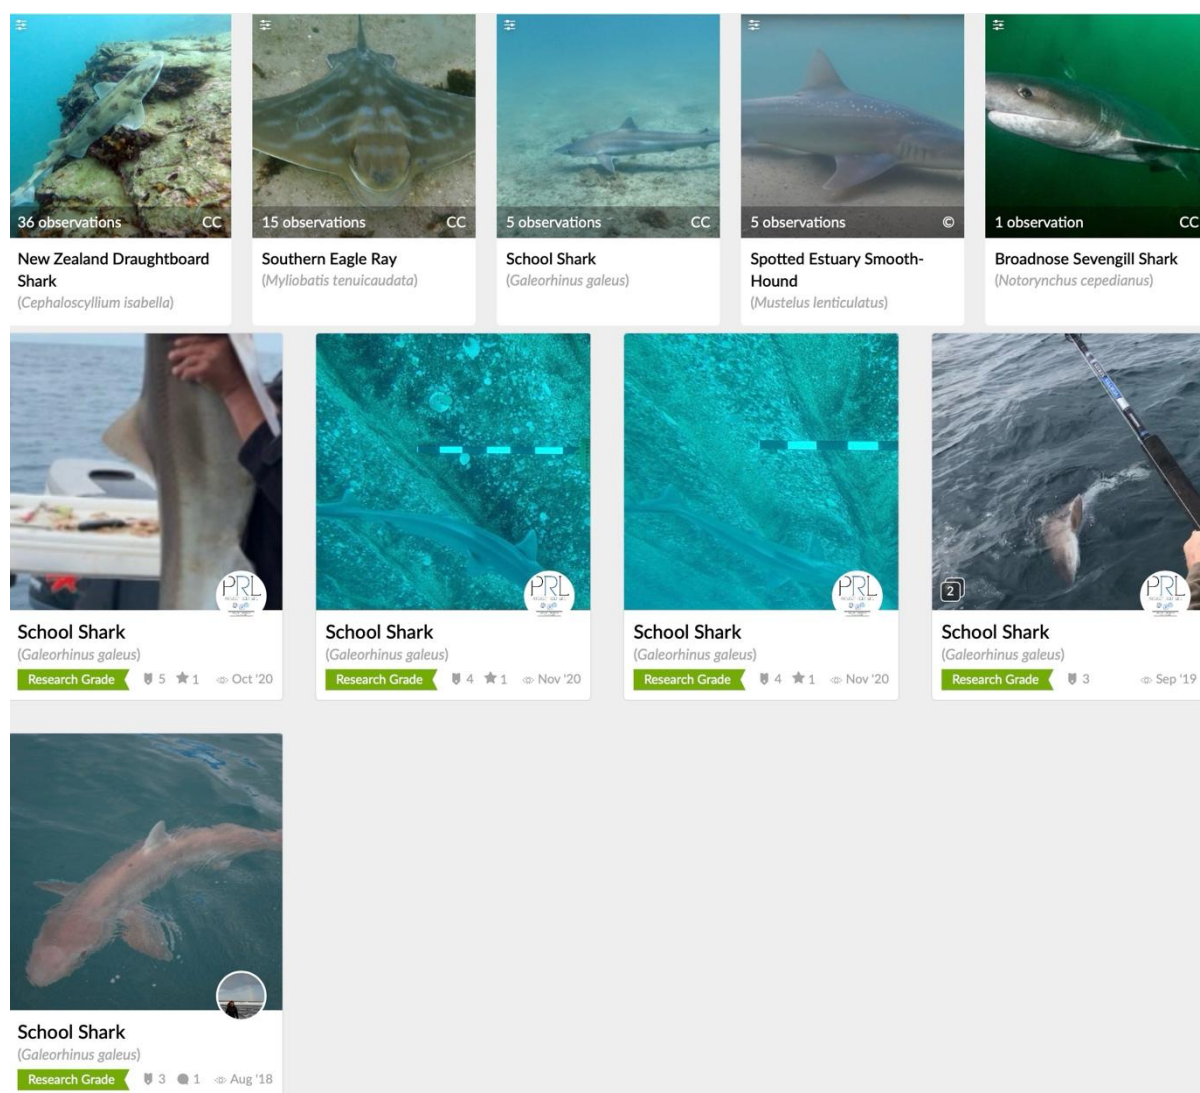 36 observations CC
15 observations CC
5 observations CC
5 observations ©
1 observation CC
New Zealand Draughtboard
Shark
(Cephaloscyllium isabella)
Southern Eagle Ray
(Myliobatis tenuicaudata)
School Shark
(Galeorhinus galeus)
Spotted Estuary Smooth-
Hound
(Mustelus lenticulatus)
Broadnose Sevengill Shark
(Notorynchus cepedianus)
PRL
School Shark
(Galeorhinus galeus)
Research Grade 5 1 Oct '20
PRL
School Shark
(Galeorhinus galeus)
Research Grade 4 1 Nov '20
PRL
School Shark
(Galeorhinus galeus)
Research Grade 4 1 Nov '20
2
PRL
School Shark
(Galeorhinus galeus)
Research Grade 3 Sep '19
School Shark
(Galeorhinus galeus)
Research Grade 3 1 Aug '18